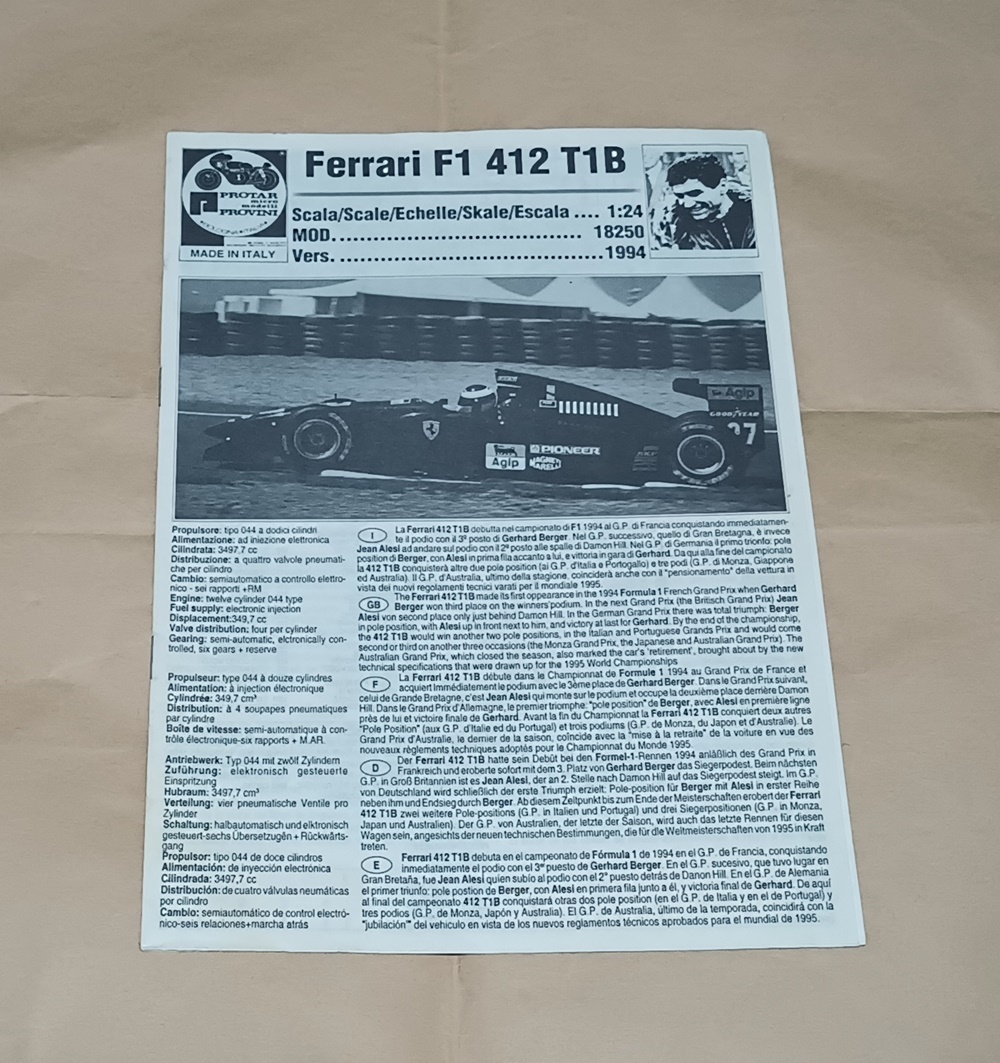 Ferrari F1 412 T1B
PROTAR
micro
modelli
PROVINI
MADE IN ITALY
Scala/Scale/Echelle/Skale/Escala .... 1:24
MOD. ................................ 18250
Vers. ..................................1994
Agip
GOODYEAR
27
PIONEER
Agip
MAGNETI
MARELLI
Propulsore: tipo 044 a dodici cilindri
Alimentazione: ad iniezione elettronica
Cilindrata: 3497,7 cc
Distribuzione: a quattro valvole pneumati-
che per cilindro
Cambio: semiautomatico a controllo elettro-
nico - sei rapporti +RM
Engine: twelve cylinder 044 type
Fuel supply: electronic injection
Displacement:349,7 cc
Valve distribution: four per cylinder
Gearing: semi-automatic, elctronically con-
trolled, six gears + reserve
Propulseur: type 044 à douze cylindres
Alimentation: à injection électronique
Cylindrée: 349,7 cm³
Distribution: à 4 soupapes pneumatiques
par cylindre
Boîte de vitesse: semi-automatique à con-
trôle électronique-six rapports + M.AR.
Antriebwerk: Typ 044 mit zwölf Zylindern
Zuführung: elektronisch gesteuerte
Einspritzung
Hubraum: 3497,7 cm³
Verteilung: vier pneumatische Ventile pro
Zylinder
Schaltung: halbautomatisch und elktronisch
gesteuert-sechs Übersetzugěn + Rückwärts-
gang
Propulsor: tipo 044 de doce cilindros
Alimentación: de inyección electrónica
Cilindrada: 3497,7 cc
Distribución: de cuatro válvulas neumáticas
por cilindro
Cambio: semiautomático de control electró-
nico-seis relaciones+marcha atrás
I La Ferrari 412 T1B debutta nel campionato di F1 1994 al G.P. di Francia conquistando immediatamen-
te il podio con il 3º posto di Gerhard Berger. Nel G.P. successivo, quello di Gran Bretagna, è invece
Jean Alesi ad andare sul podio con il 2º posto alle spalle di Damon Hill. Nel G.P. di Germania il primo trionfo: pole
position di Berger, con Alesi in prima fila accanto a lui, e vittoria in gara di Gerhard. Da qui alla fine del campionato
la 412 T1B conquisterà altre due pole position (ai G.P. d'Italia e Portogallo) e tre podi (G.P. di Monza, Giappone
ed Australia). Il G.P. d'Australia, ultimo della stagione, coinciderà anche con il "pensionamento" della vettura in
vista dei nuovi regolamenti tecnici varati per il mondiale 1995.
GB The Ferrari 412 T1B made its first appearance in the 1994 Formula 1 French Grand Prix when Gerhard
Berger won third place on the winners'podium. In the next Grand Prix (the Britisch Grand Prix) Jean
Alesi won second place only just behind Damon Hill. In the German Grand Prix there was total triumph: Berger
in pole position, with Alesi up in front next to him, and victory at last for Gerhard. By the end of the championship,
the 412 T1B would win another two pole positions, in the Italian and Portuguese Grands Prix and would come
second or third on another three occasions (the Monza Grand Prix, the Japanese and Australian Grand Prix). The
Australian Grand Prix, which closed the season, also marked the car's 'retirement', brought about by the new
technical specifications that were drawn up for the 1995 World Championships
F La Ferrari 412 T1B débute dans le Championnat de Formule 1 1994 au Grand Prix de France et
acquiert immédiatement le podium avec le 3ème place de Gerhard Berger. Dans le Grand Prix suivant,
celui de Grande Bretagne, c'est Jean Alesi qui monte sur le podium et occupe la deuxième place derrière Damon
Hill. Dans le Grand Prix d'Allemagne, le premier triomphe: "pole position" de Berger, avec Alesi en première ligne
près de lui et victoire finale de Gerhard. Avant la fin du Championnat la Ferrari 412 T1B conquiert deux autres
"Pole Position" (aux G.P. d'Italie ed du Portugal) et trois podiums (G.P. de Monza, du Japon et d'Australie). Le
Grand Prix d'Australie, le dernier de la saison, coïncide avec la "mise à la retraite" de la voiture en vue des
nouveaux règlements techniques adoptés pour le Championnat du Monde 1995.
D Der Ferrari 412 T1B hatte sein Debüt bei den Formel-1-Rennen 1994 anläßlich des Grand Prix in
Frankreich und eroberte sofort mit dem 3. Platz von Gerhard Berger das Siegerpodest. Beim nächsten
G.P. in Groß Britannien ist es Jean Alesi, der an 2. Stelle nach Damon Hill auf das Siegerpodest steigt. Im G.P.
von Deutschland wird schließlich der erste Triumph erzielt: Pole-position für Berger mit Alesi in erster Reihe
neben ihm und Endsieg durch Berger. Ab diesem Zeitpunkt bis zum Ende der Meisterschaften erobert der Ferrari
412 T1B zwei weitere Pole-positions (G.P. in Italien und Portugal) und drei Siegerpositionen (G.P. in Monza,
Japan und Australien). Der G.P. von Australien, der letzte der Saison, wird auch das letzte Rennen für diesen
Wagen sein, angesichts der neuen technischen Bestimmungen, die für dle Weltmeisterschaften von 1995 in Kraft
treten.
E Ferrari 412 T1B debuta en el campeonato de Fórmula 1 de 1994 en el G.P. de Francia, conquistando
inmediatamente el podio con el 3º puesto de Gerhard Berger. En el G.P. sucesivo, que tuvo lugar en
Gran Bretaña, fue Jean Alesi quien subío al podio con el 2º puesto detrás de Damon Hill. En el G.P. de Alemania
el primer triunfo: pole postion de Berger, con Alesi en primera fila junto a él, y victoria final de Gerhard. De aquí
al final del campeonato 412 T1B conquistará otras dos pole position (en el G.P. de Italia y en el de Portugal) y
tres podios (G.P. de Monza, Japón y Australia). El G.P. de Australia, último de la temporada, coincidirá con la
"jubilación" del vehiculo en vista de los nuevos reglamentos técnicos aprobados para el mundial de 1995.